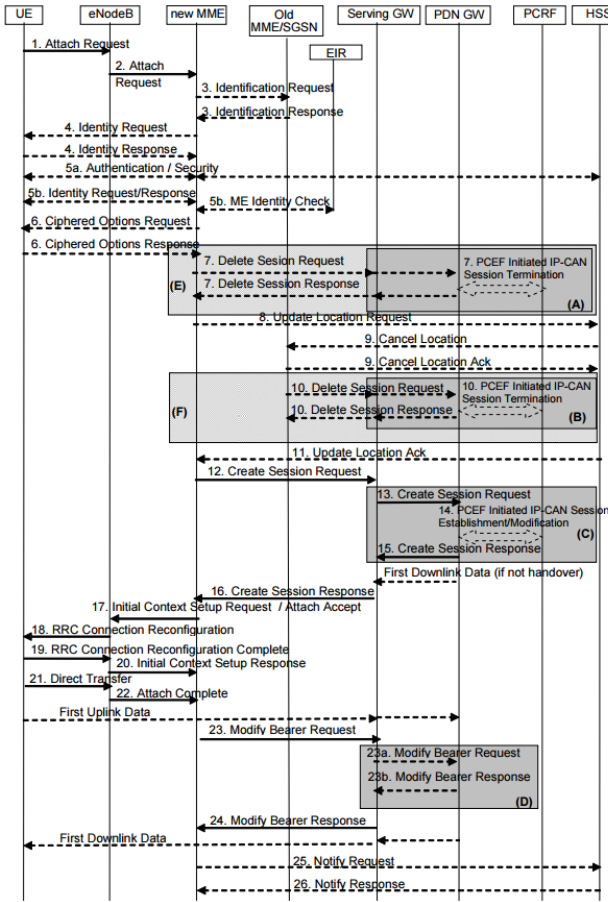 UE
eNodeB
new MME
Old
MME/SGSN
Serving GW
PDN GW
PCRF
HSS
EIR
1. Attach Request
2. Attach
Request
3. Identification Request
3. Identification Response
4. Identity Request
4. Identity Response
5a. Authentication / Security
5b. Identity Request/Response
5b. ME Identity Check
6. Ciphered Options Request
6. Ciphered Options Response
7. Delete Sesion Request
7. PCEF Initiated IP-CAN
Session Termination
7. Delete Session Response
(E)
(A)
8. Update Location Request
9. Cancel Location
9. Cancel Location Ack
10. Delete Session Request
10. PCEF Initiated IP-CAN
Session Termination
(F)
10. Delete Session Response
(B)
11. Update Location Ack
12. Create Session Request
13. Create Session Request
14. PCEF Initiated IP-CAN Session
Establishment/Modification
(C)
15. Create Session Response
First Downlink Data (if not handover)
16. Create Session Response
17. Initial Context Setup Request / Attach Accept
18. RRC Connection Reconfiguration
19. RRC Connection Reconfiguration Complete
20. Initial Context Setup Response
21. Direct Transfer
22. Attach Complete
First Uplink Data
23. Modify Bearer Request
23a. Modify Bearer Request
23b. Modify Bearer Response
(D)
24. Modify Bearer Response
First Downlink Data
25. Notify Request
26. Notify Response